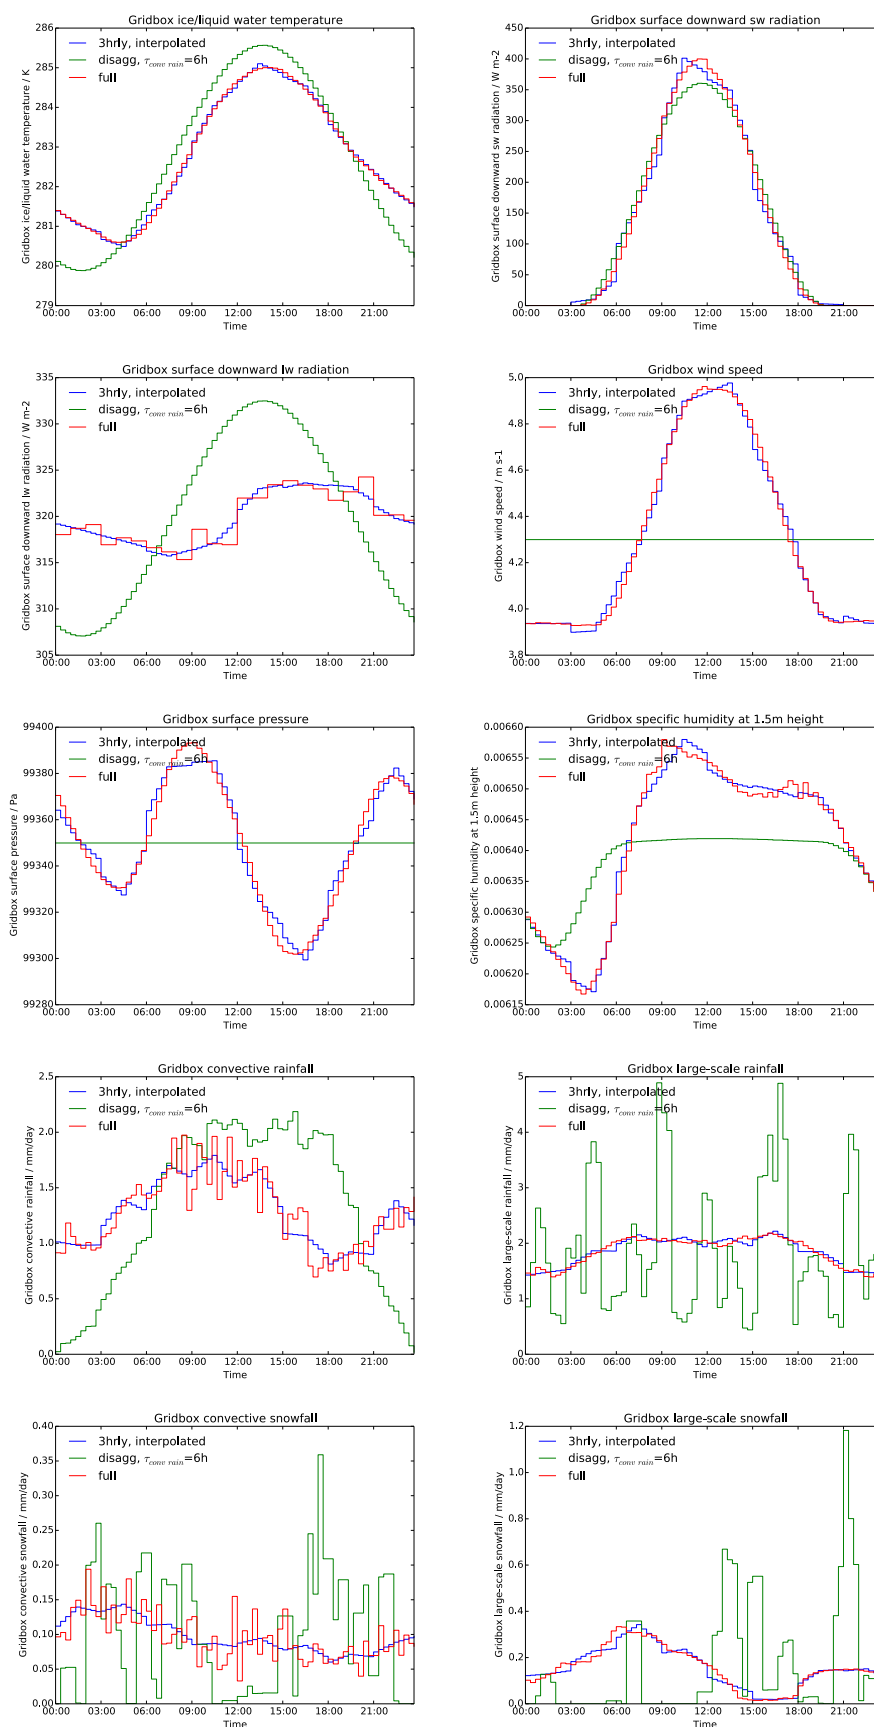 Gridbox ice/liquid water temperature
Gridbox ice/liquid water temperature / K
286
285
284
283
282
281
280
279
3hrly, interpolated
disagg, τconv rain=6h
full
00:00 03:00 06:00 09:00 12:00 15:00 18:00 21:00
Time
Gridbox surface downward sw radiation
Gridbox surface downward sw radiation / W m-2
450
400
350
300
250
200
150
100
50
0
3hrly, interpolated
disagg, τconv rain=6h
full
00:00 03:00 06:00 09:00 12:00 15:00 18:00 21:00
Time
Gridbox surface downward lw radiation
Gridbox surface downward lw radiation / W m-2
335
330
325
320
315
310
305
3hrly, interpolated
disagg, τconv rain=6h
full
00:00 03:00 06:00 09:00 12:00 15:00 18:00 21:00
Time
Gridbox wind speed
Gridbox wind speed / m s-1
5.0
4.8
4.6
4.4
4.2
4.0
3.8
3hrly, interpolated
disagg, τconv rain=6h
full
00:00 03:00 06:00 09:00 12:00 15:00 18:00 21:00
Time
Gridbox surface pressure
Gridbox surface pressure / Pa
99400
99380
99360
99340
99320
99300
99280
3hrly, interpolated
disagg, τconv rain=6h
full
00:00 03:00 06:00 09:00 12:00 15:00 18:00 21:00
Time
Gridbox specific humidity at 1.5m height
Gridbox specific humidity at 1.5m height
0.00660
0.00655
0.00650
0.00645
0.00640
0.00635
0.00630
0.00625
0.00620
0.00615
3hrly, interpolated
disagg, τconv rain=6h
full
00:00 03:00 06:00 09:00 12:00 15:00 18:00 21:00
Time
Gridbox convective rainfall
Gridbox convective rainfall / mm/day
2.5
2.0
1.5
1.0
0.5
0.0
3hrly, interpolated
disagg, τconv rain=6h
full
00:00 03:00 06:00 09:00 12:00 15:00 18:00 21:00
Time
Gridbox large-scale rainfall
Gridbox large-scale rainfall / mm/day
5
4
3
2
1
0
3hrly, interpolated
disagg, τconv rain=6h
full
00:00 03:00 06:00 09:00 12:00 15:00 18:00 21:00
Time
Gridbox convective snowfall
Gridbox convective snowfall / mm/day
0.40
0.35
0.30
0.25
0.20
0.15
0.10
0.05
0.00
3hrly, interpolated
disagg, τconv rain=6h
full
00:00 03:00 06:00 09:00 12:00 15:00 18:00 21:00
Time
Gridbox large-scale snowfall
Gridbox large-scale snowfall / mm/day
1.2
1.0
0.8
0.6
0.4
0.2
0.0
3hrly, interpolated
disagg, τconv rain=6h
full
00:00 03:00 06:00 09:00 12:00 15:00 18:00 21:00
Time